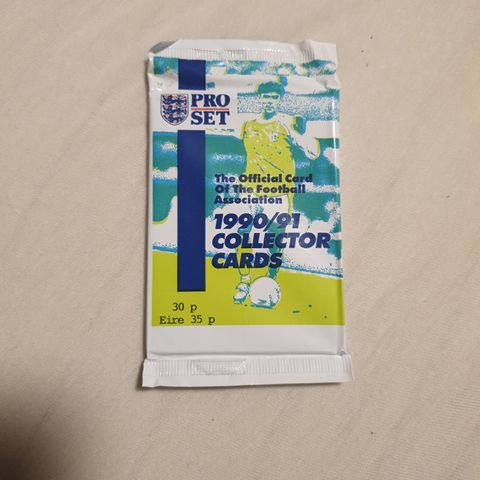 PRO
SET
The Official Card
Of The Football
Association
1990/91
COLLECTOR
CARDS
30 p
Eire 35 p